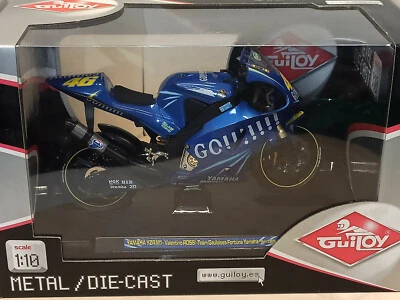 GUILOY
46
GO!!!!!!
YAMAHA
YAMAHA YZR M1 - Valentino ROSSI - Team Gauloises Fortuna Yamaha
GUILOY
scale
1:10
www.guiloy.es
METAL / DIE-CAST